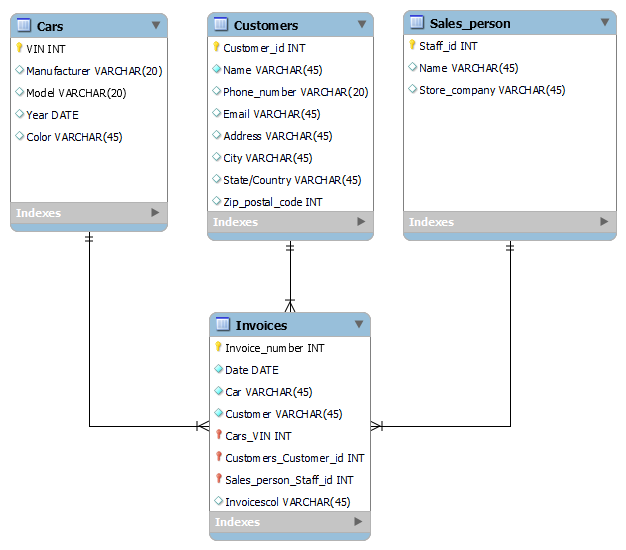 Cars
VIN INT
Manufacturer VARCHAR(20)
Model VARCHAR(20)
Year DATE
Color VARCHAR(45)
Indexes
Customers
Customer_id INT
Name VARCHAR(45)
Phone_number VARCHAR(20)
Email VARCHAR(45)
Address VARCHAR(45)
City VARCHAR(45)
State/Country VARCHAR(45)
Zip_postal_code INT
Indexes
Sales_person
Staff_id INT
Name VARCHAR(45)
Store_company VARCHAR(45)
Indexes
Invoices
Invoice_number INT
Date DATE
Car VARCHAR(45)
Customer VARCHAR(45)
Cars_VIN INT
Customers_Customer_id INT
Sales_person_Staff_id INT
Invoicescol VARCHAR(45)
Indexes